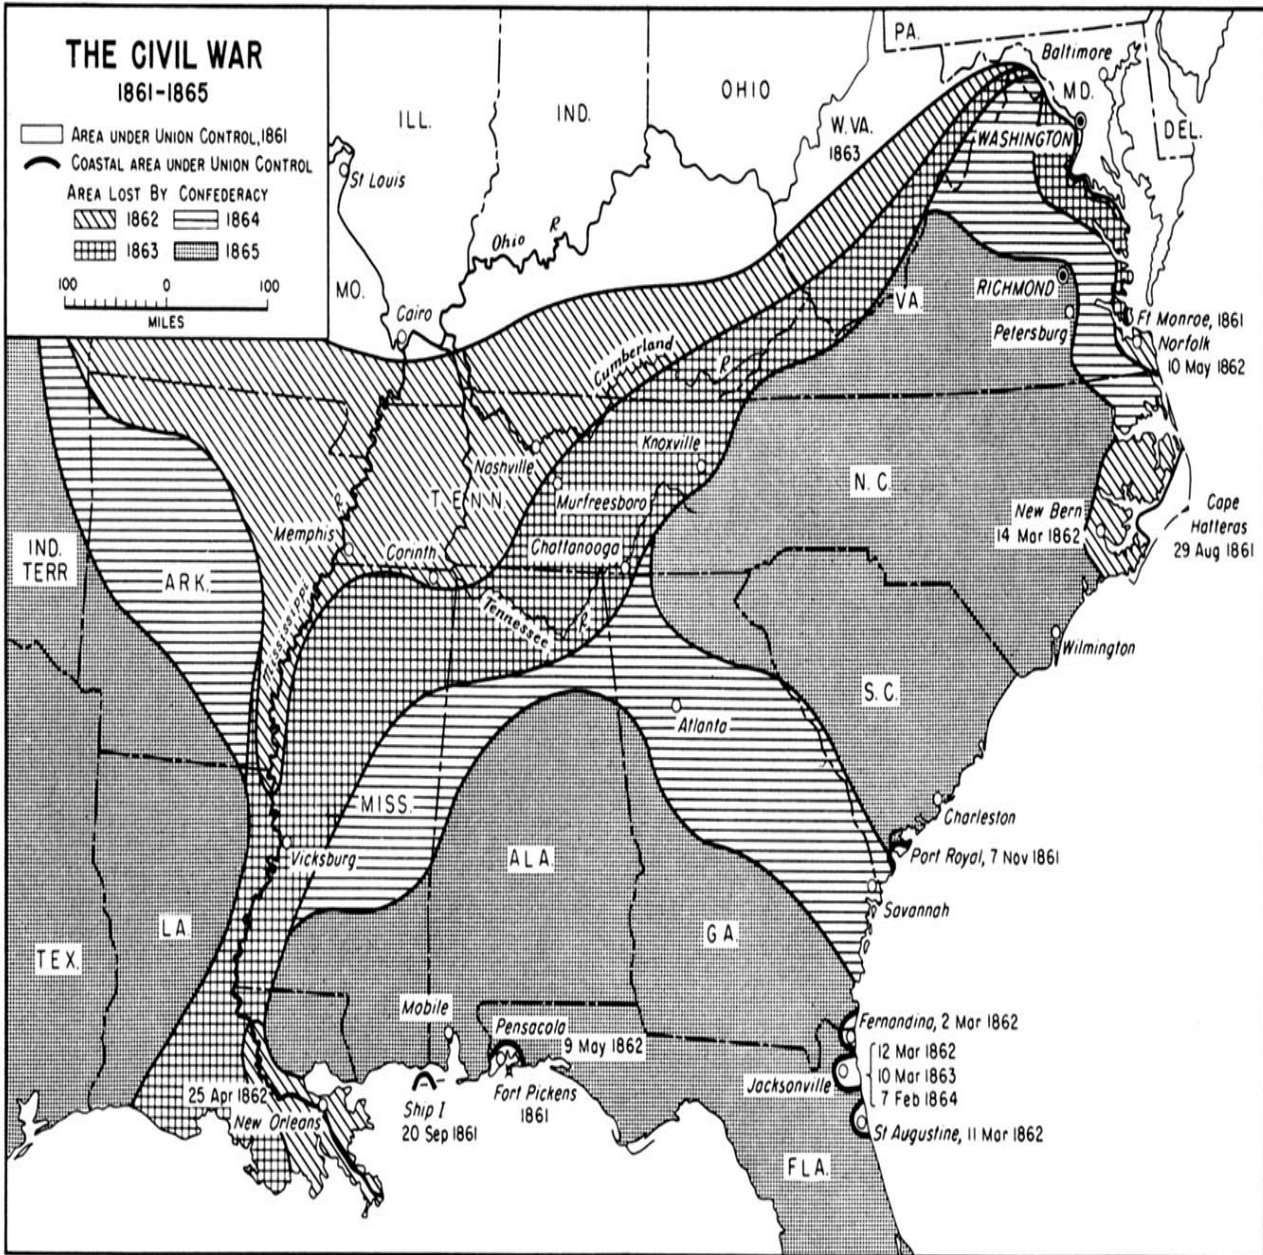 THE CIVIL WAR
1861-1865
AREA UNDER UNION CONTROL, 1861
COASTAL AREA UNDER UNION CONTROL
AREA LOST BY CONFEDERACY
1862
1864
1863
1865
100 0 100
MILES
PA.
Baltimore
MD.
DEL.
WASHINGTON
OHIO
IND.
ILL.
W. VA.
1863
St Louis
Ohio R
MO.
Cairo
VA.
RICHMOND
Petersburg
Ft Monroe, 1861
Norfolk
10 May 1862
Cumberland R
Knoxville
Nashville
TENN.
Murfreesboro
N.C.
New Bern
14 Mar 1862
Cape
Hatteras
29 Aug 1861
Memphis
Corinth
Chattanooga
IND.
TERR
ARK.
Mississippi R
Tennessee R
Wilmington
S.C.
Atlanta
MISS.
Charleston
Port Royal, 7 Nov 1861
Vicksburg
ALA.
Savannah
LA.
GA.
TEX.
Mobile
Pensacola
9 May 1862
Fernandina, 2 Mar 1862
12 Mar 1862
10 Mar 1863
7 Feb 1864
Jacksonville
25 Apr 1862
New Orleans
Ship I
20 Sep 1861
Fort Pickens
1861
St Augustine, 11 Mar 1862
FLA.